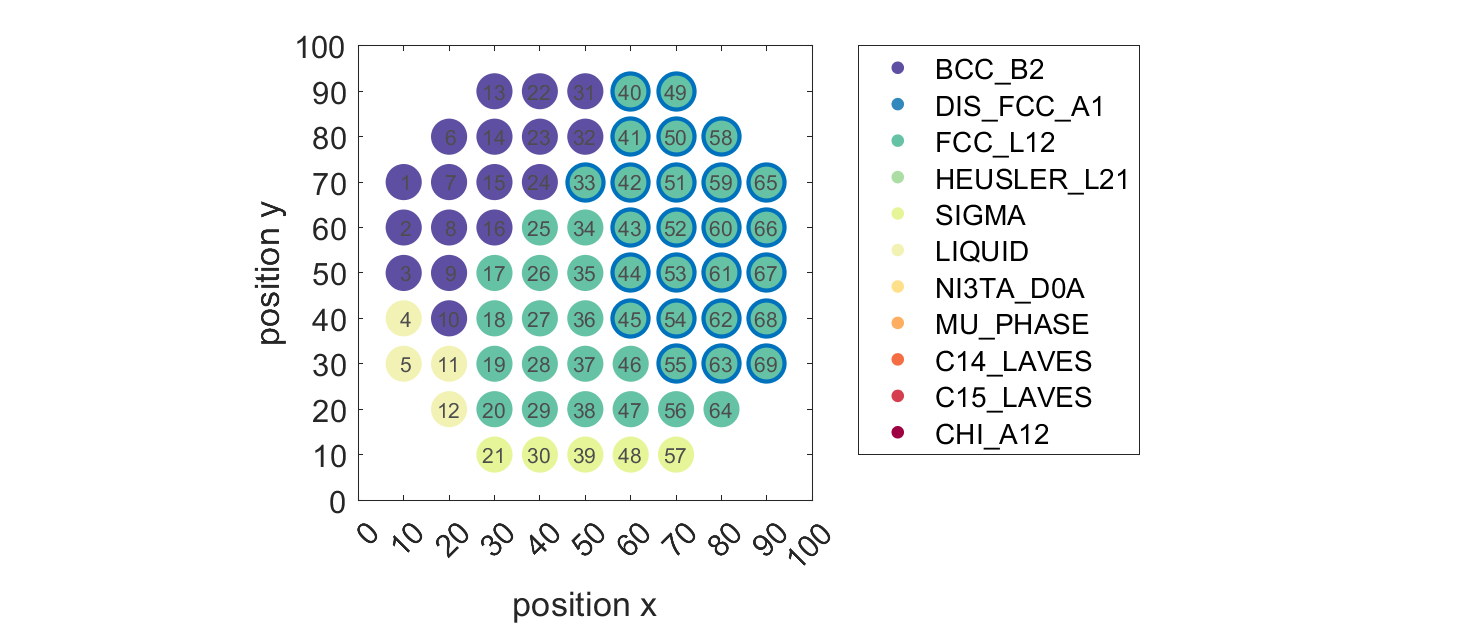 100
90
80
70
60
50
40
30
20
10
0
13 22 31 40 49
6 14 23 32 41 50 58
1 7 15 24 33 42 51 59 65
2 8 16 25 34 43 52 60 66
3 9 17 26 35 44 53 61 67
4 10 18 27 36 45 54 62 68
5 11 19 28 37 46 55 63 69
12 20 29 38 47 56 64
21 30 39 48 57
0 10 20 30 40 50 60 70 80 90 100
position x
position y
BCC_B2
DIS_FCC_A1
FCC_L12
HEUSLER_L21
SIGMA
LIQUID
NI3TA_D0A
MU_PHASE
C14_LAVES
C15_LAVES
CHI_A12